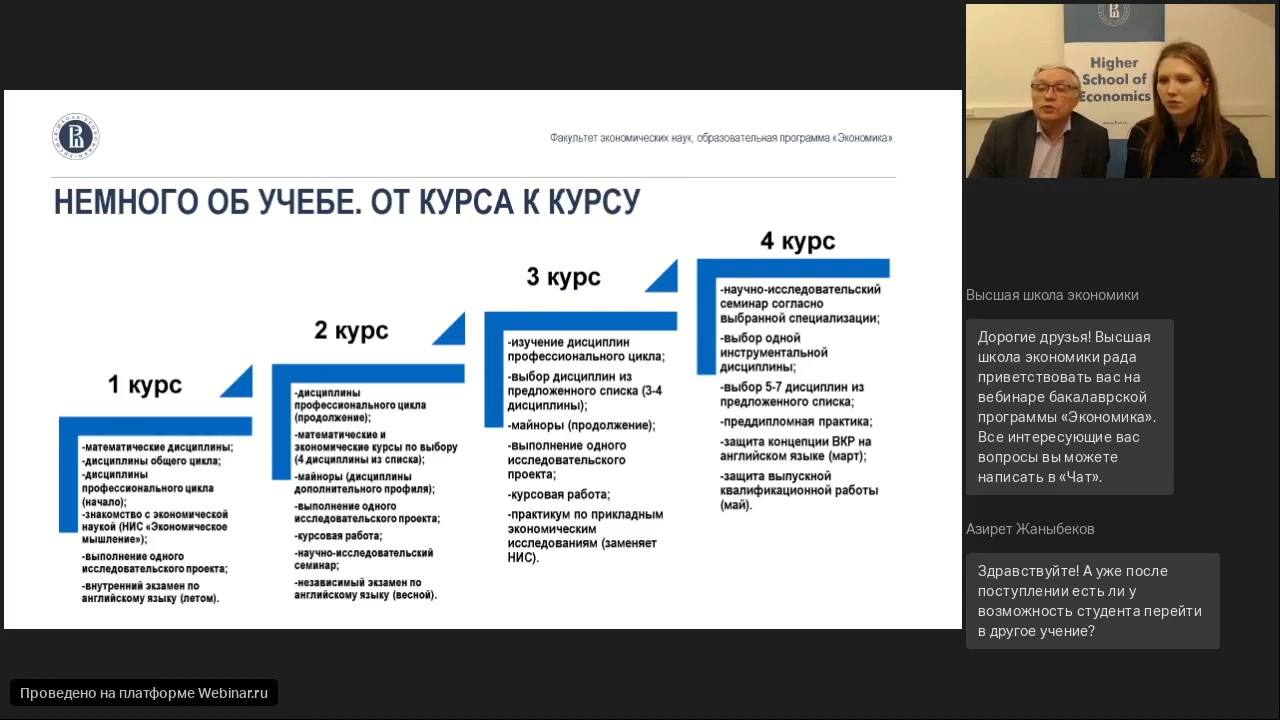 Факультет экономических наук, образовательная программа «Экономика»
НЕМНОГО ОБ УЧЕБЕ. ОТ КУРСА К КУРСУ
1 курс
-математические дисциплины;
-дисциплины общего цикла;
-дисциплины
профессионального цикла
(начало);
-знакомство с экономической
наукой (НИС «Экономическое
мышление»);
-выполнение одного
исследовательского проекта;
-внутренний экзамен по
английскому языку (летом).
2 курс
-дисциплины
профессионального цикла
(продолжение);
-математические и
экономические курсы по выбору
(4 дисциплины из списка);
-майноры (дисциплины
дополнительного профиля);
-выполнение одного
исследовательского проекта;
-курсовая работа;
-научно-исследовательский
семинар;
-независимый экзамен по
английскому языку (весной).
3 курс
-изучение дисциплин
профессионального цикла;
-выбор дисциплин из
предложенного списка (3-4
дисциплины);
-майноры (продолжение);
-выполнение одного
исследовательского
проекта;
-курсовая работа;
-практикум по прикладным
экономическим
исследованиям (заменяет
НИС).
4 курс
-научно-исследовательский
семинар согласно
выбранной специализации;
-выбор одной
инструментальной
дисциплины;
-выбор 5-7 дисциплин из
предложенного списка;
-преддипломная практика;
-защита концепции ВКР на
английском языке (март);
-защита выпускной
квалификационной работы
(май).
Higher
School of
Economics
Высшая школа экономики
Дорогие друзья! Высшая
школа экономики рада
приветствовать вас на
вебинаре бакалаврской
программы «Экономика».
Все интересующие вас
вопросы вы можете
написать в «Чат».
Азирет Жаныбеков
Здравствуйте! А уже после
поступлении есть ли у
возможность студента перейти
в другое учение?
Проведено на платформе Webinar.ru